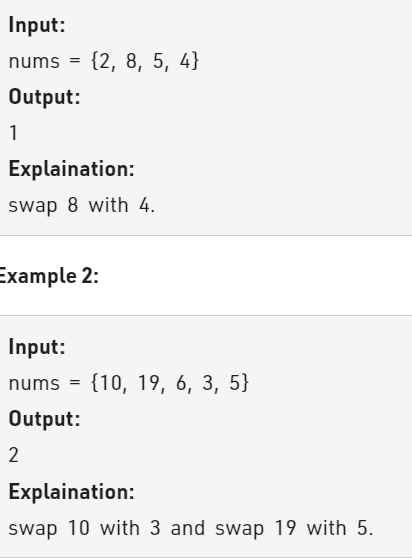 Input:
nums = {2, 8, 5, 4}
Output:
1
Explaination:
swap 8 with 4.
Example 2:
Input:
nums = {10, 19, 6, 3, 5}
Output:
2
Explaination:
swap 10 with 3 and swap 19 with 5.